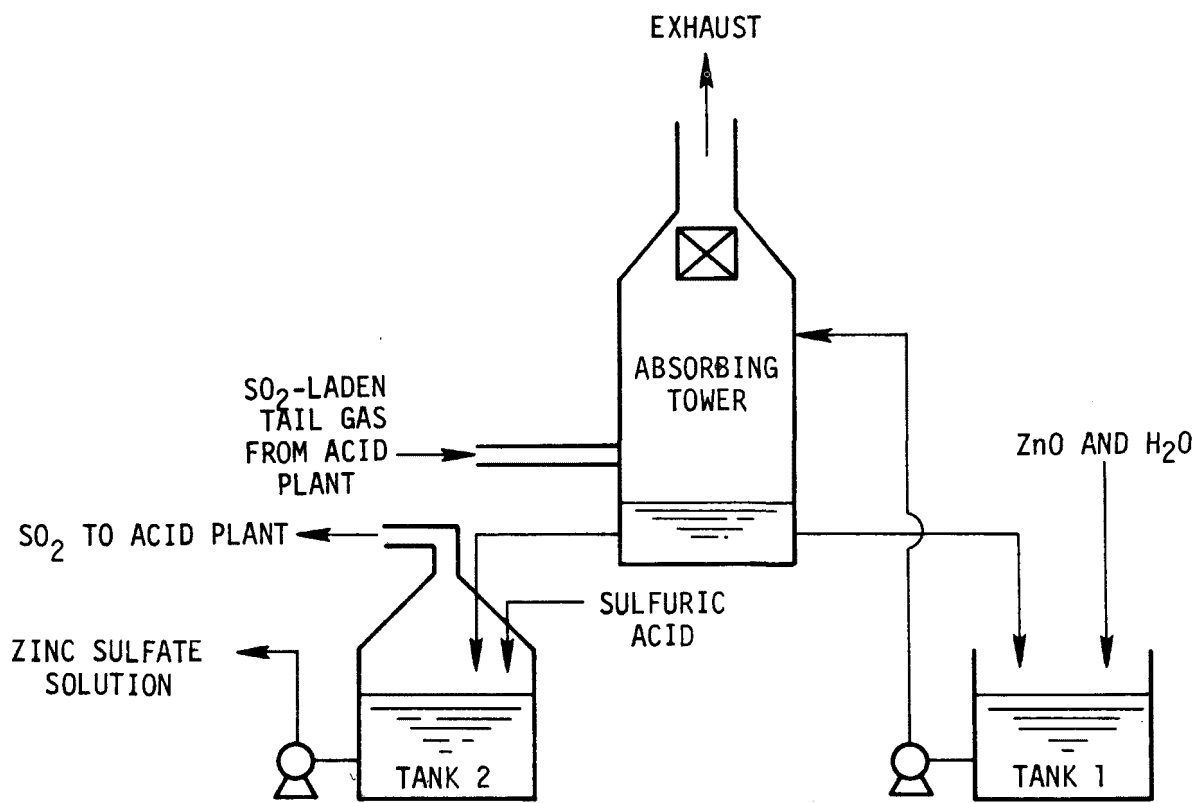 EXHAUST
ABSORBING
TOWER
SO2-LADEN
TAIL GAS
FROM ACID
PLANT
ZnO AND H2O
SO2 TO ACID PLANT
SULFURIC
ACID
ZINC SULFATE
SOLUTION
TANK 2
TANK 1